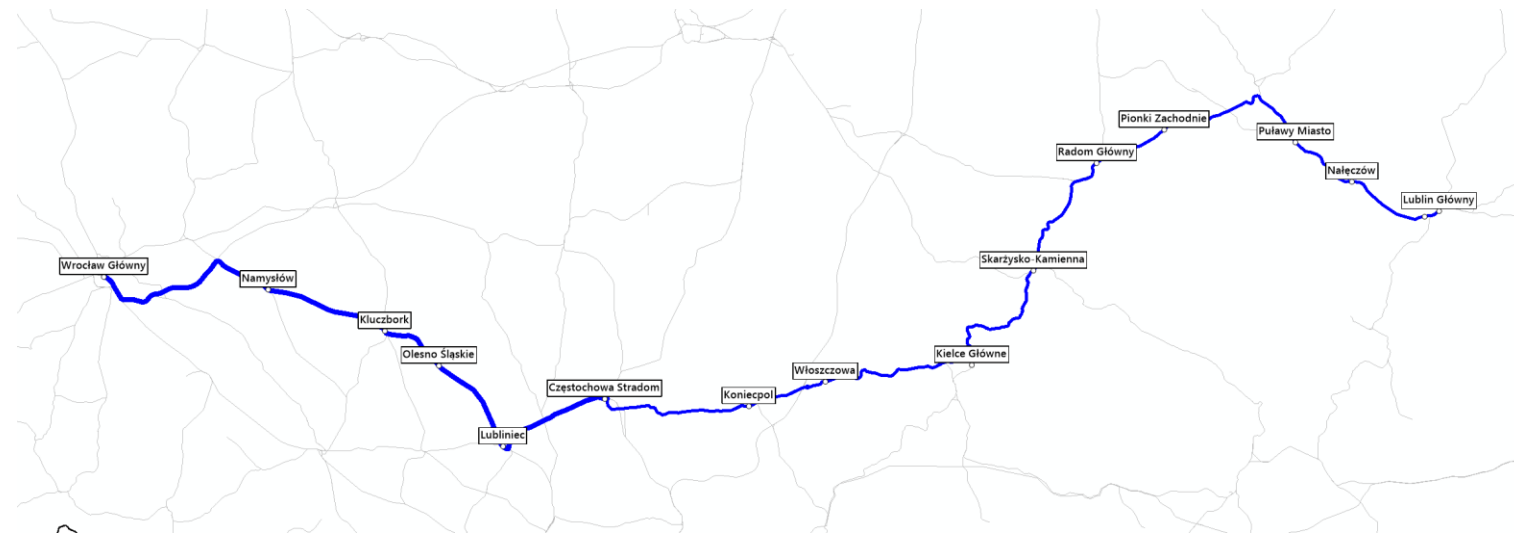 Wrocław Główny
Namysłów
Kluczbork
Olesno Śląskie
Lubliniec
Częstochowa Stradom
Koniecpol
Włoszczowa
Kielce Główne
Skarżysko-Kamienna
Radom Główny
Pionki Zachodnie
Puławy Miasto
Nałęczów
Lublin Główny